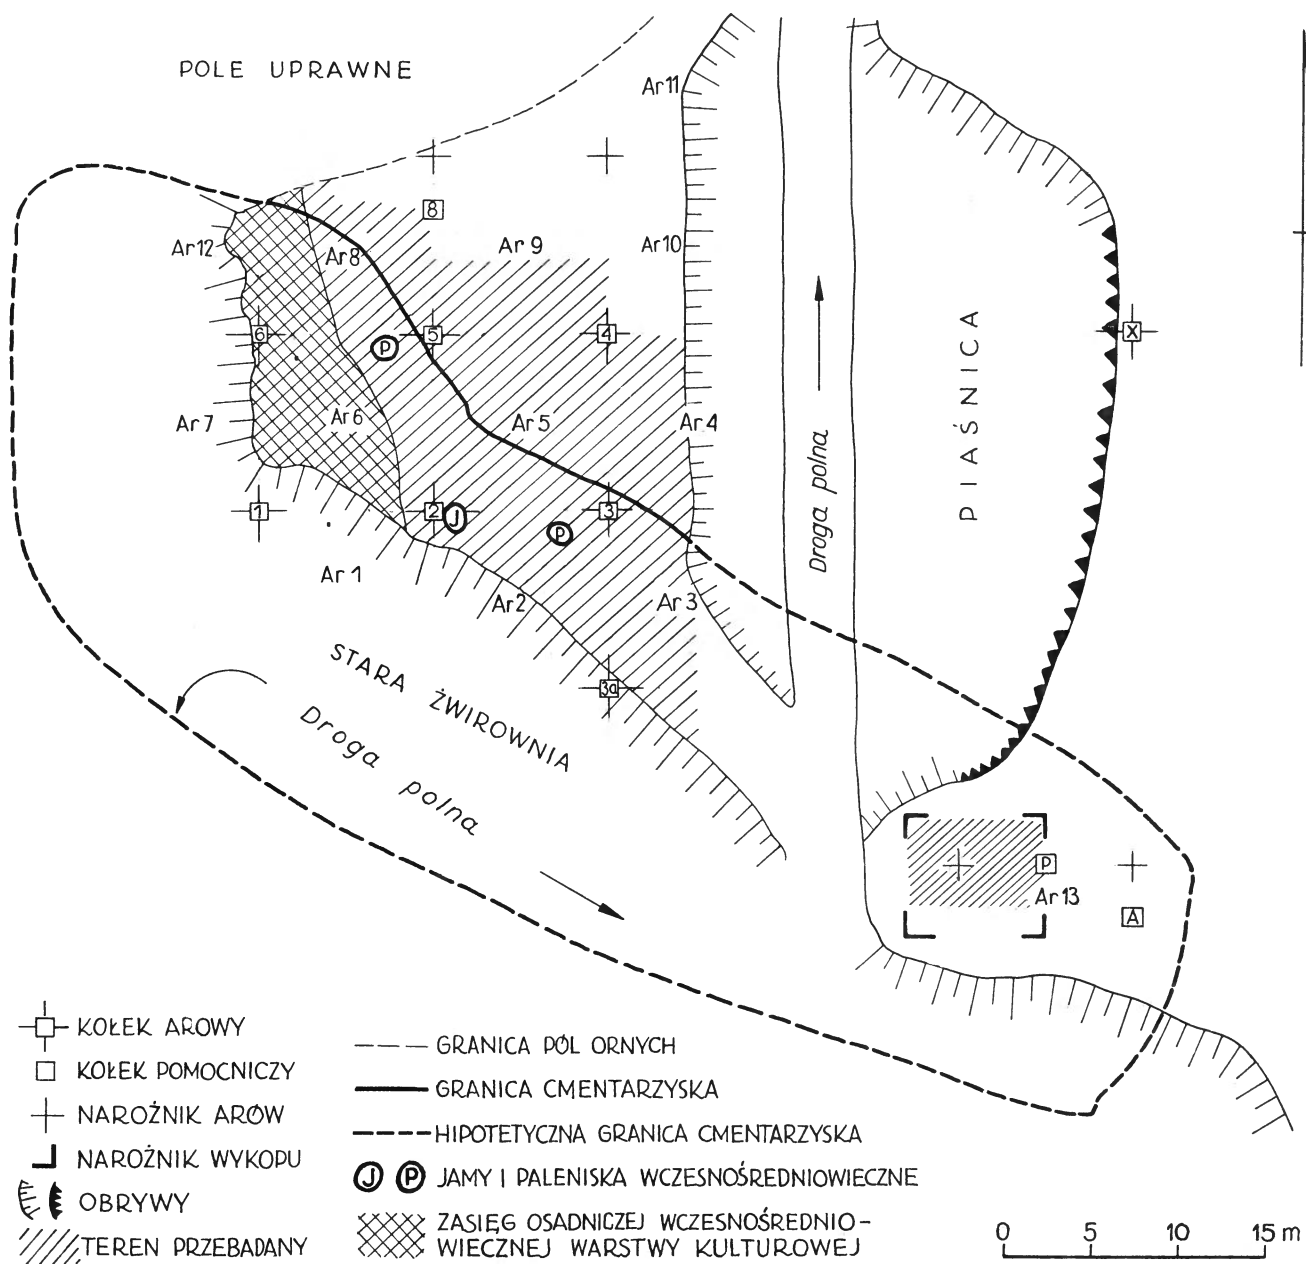 POLE UPRAWNE
Ar11
8
Ar12
Ar8
Ar9
Ar10
6
5
4
X
P
Ar7
Ar6
Ar5
Ar4
Droga polna
PIAŚNICA
1
2
J
P
3
Ar1
Ar2
Ar3
3a
STARA ŻWIROWNIA
Droga polna
P
Ar13
A
KOŁEK AROWY
KOŁEK POMOCNICZY
NAROŻNIK ARÓW
NAROŻNIK WYKOPU
OBRYWY
TEREN PRZEBADANY
GRANICA PÓL ORNYCH
GRANICA CMENTARZYSKA
HIPOTETYCZNA GRANICA CMENTARZYSKA
J P JAMY I PALENISKA WCZESNOŚREDNIOWIECZNE
ZASIĘG OSADNICZEJ WCZESNOŚREDNIO-
WIECZNEJ WARSTWY KULTUROWEJ
0 5 10 15 m